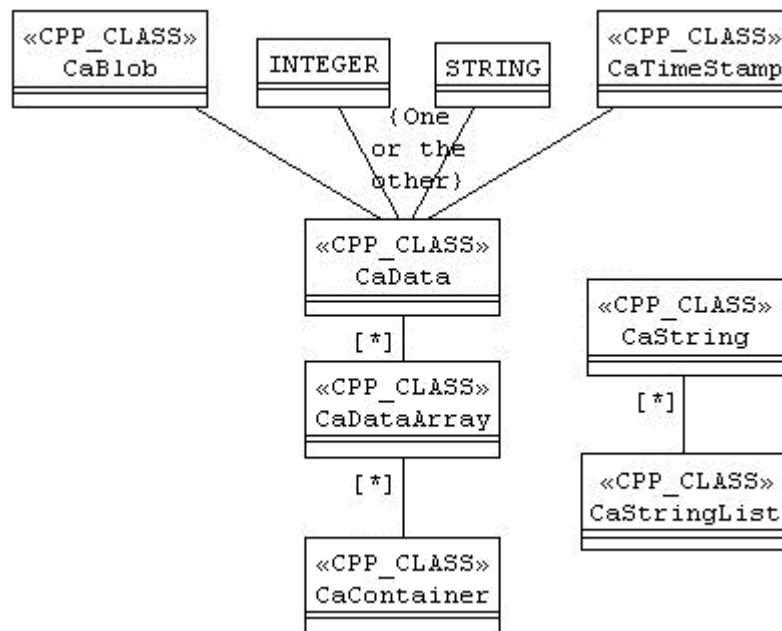 «CPP_CLASS»
CaBlob
INTEGER
STRING
«CPP_CLASS»
CaTimeStamp
{One
or the
other}
«CPP_CLASS»
CaData
[*]
«CPP_CLASS»
CaDataArray
[*]
«CPP_CLASS»
CaContainer
«CPP_CLASS»
CaString
[*]
«CPP_CLASS»
CaStringList